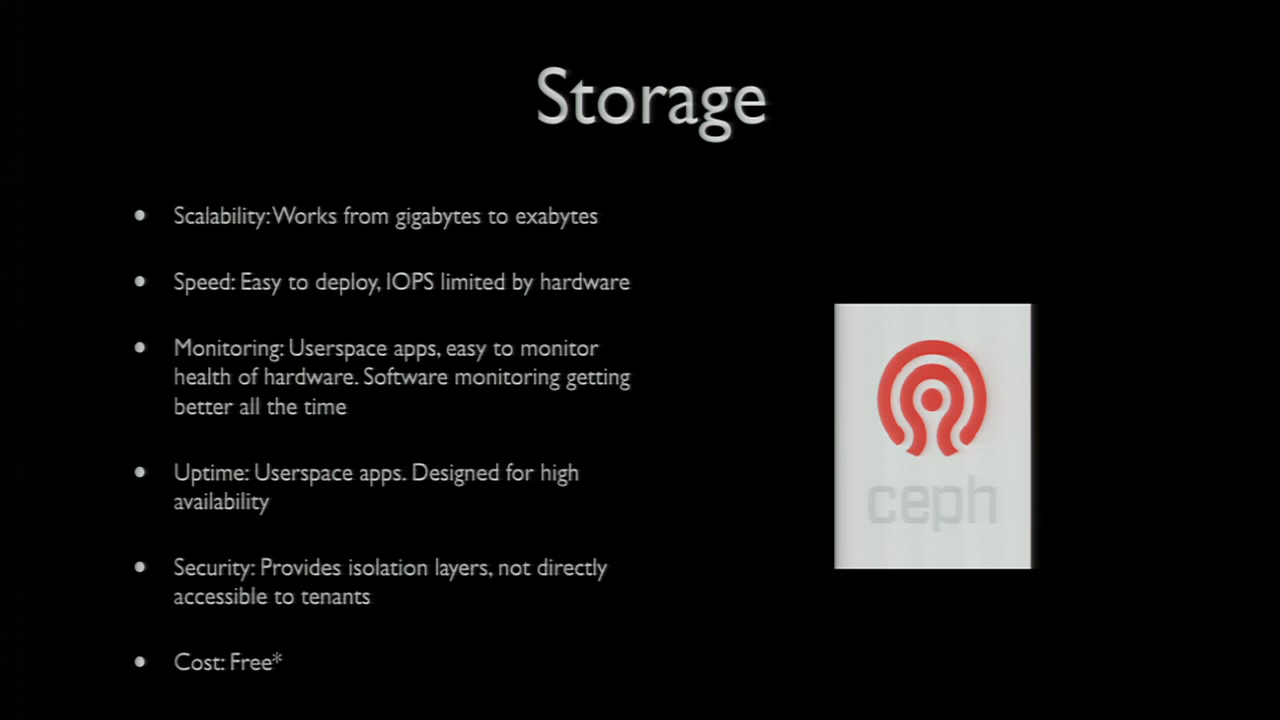 Storage
• Scalability: Works from gigabytes to exabytes
• Speed: Easy to deploy, IOPS limited by hardware
• Monitoring: Userspace apps, easy to monitor
health of hardware. Software monitoring getting
better all the time
• Uptime: Userspace apps. Designed for high
availability
• Security: Provides isolation layers, not directly
accessible to tenants
• Cost: Free*
ceph